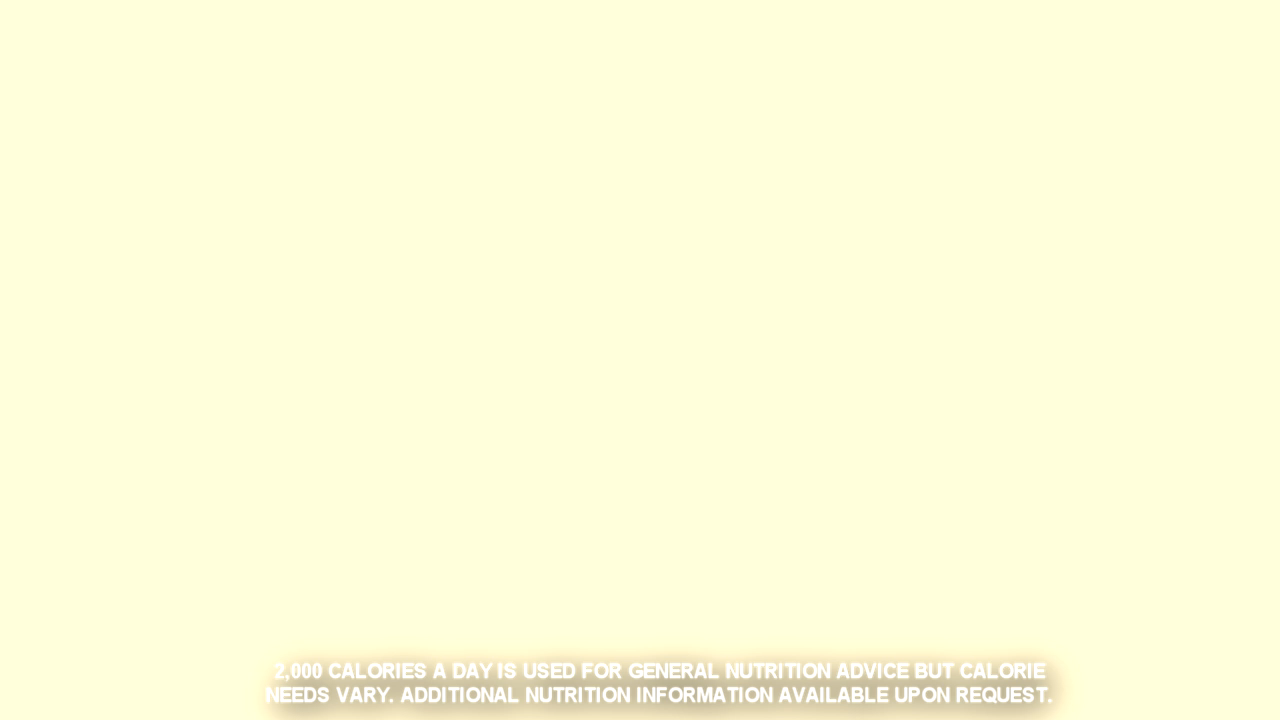 2,000 CALORIES A DAY IS USED FOR GENERAL NUTRITION ADVICE BUT CALORIE
NEEDS VARY. ADDITIONAL NUTRITION INFORMATION AVAILABLE UPON REQUEST.